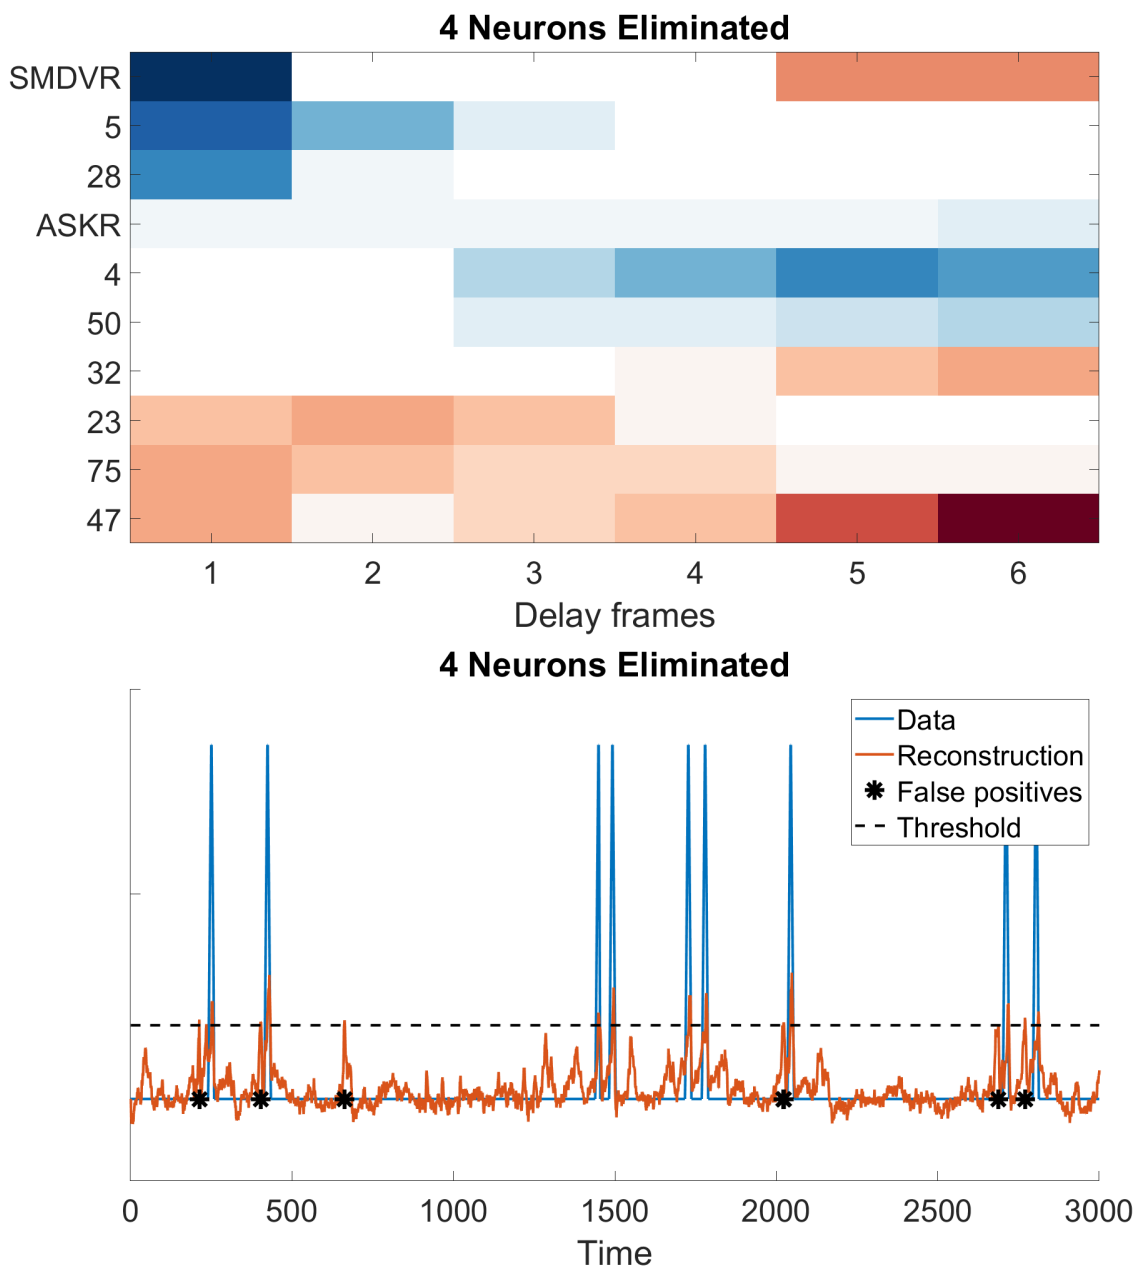 4 Neurons Eliminated
SMDVR
5
28
ASKR
4
50
32
23
75
47
1 2 3 4 5 6
Delay frames
4 Neurons Eliminated
Data
Reconstruction
False positives
Threshold
0 500 1000 1500 2000 2500 3000
Time